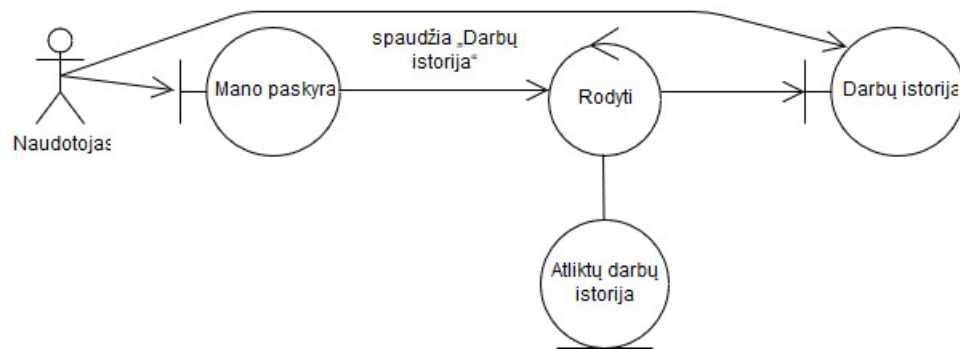 spaudžia „Darbų
istorija“
Mano paskyra
Rodyti
Darbų istorija
Naudotojas
Atliktų darbų
istorija